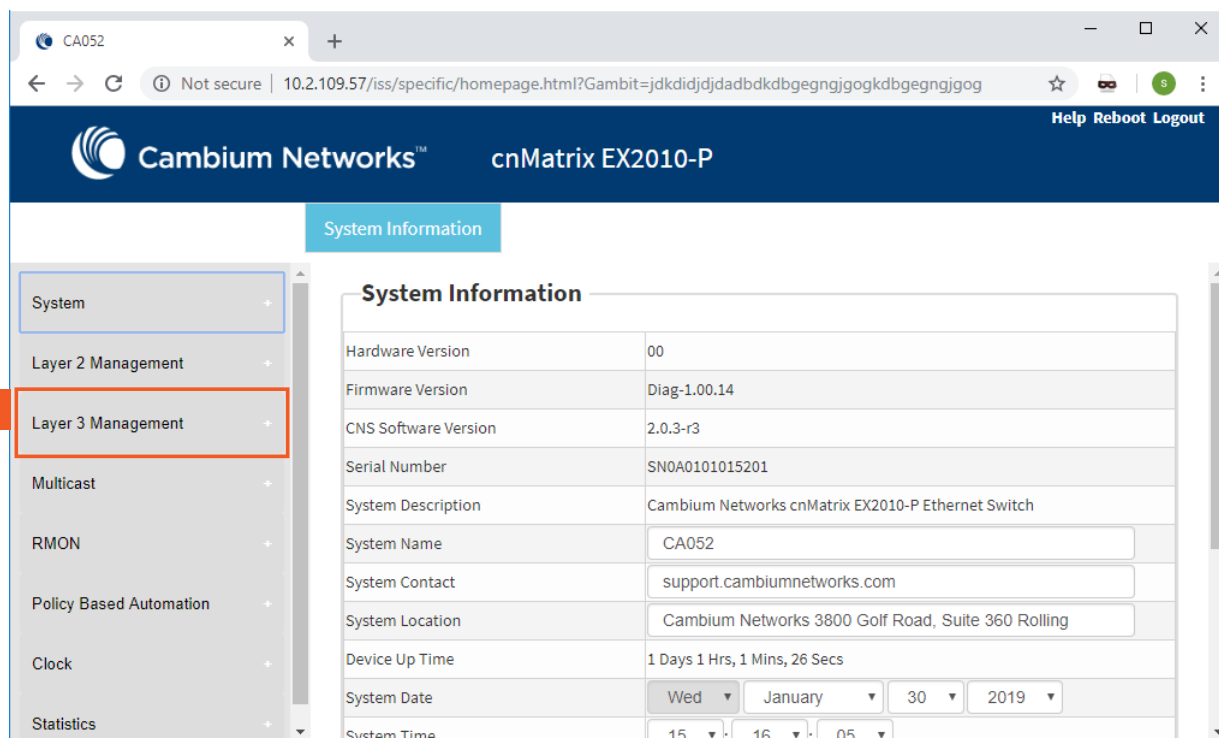 CA052
Not secure | 10.2.109.57/iss/specific/homepage.html?Gambit=jdkdidjdjdadbdkdbgegngjgogkdbgegngjgog
s
Help Reboot Logout
Cambium Networks™ cnMatrix EX2010-P
System Information
System
Layer 2 Management
Layer 3 Management
Multicast
RMON
Policy Based Automation
Clock
Statistics
System Information
Hardware Version 00
Firmware Version Diag-1.00.14
CNS Software Version 2.0.3-r3
Serial Number SN0A0101015201
System Description Cambium Networks cnMatrix EX2010-P Ethernet Switch
System Name CA052
System Contact support.cambiumnetworks.com
System Location Cambium Networks 3800 Golf Road, Suite 360 Rolling
Device Up Time 1 Days 1 Hrs, 1 Mins, 26 Secs
System Date Wed January 30 2019
System Time 15 : 16 : 05